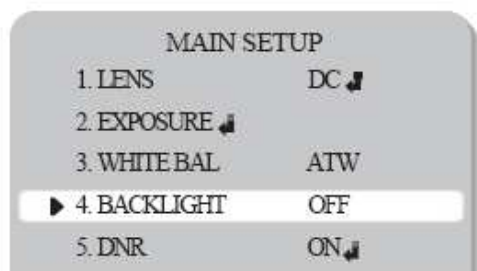 MAIN SETUP
1. LENS DC ↲
2. EXPOSURE ↲
3. WHITE BAL ATW
▶ 4. BACKLIGHT OFF
5. DNR ON ↲